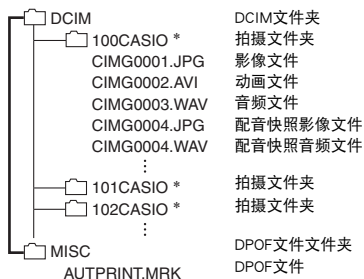 DCIM DCIM文件夹
100CASIO * 拍摄文件夹
CIMG0001.JPG 影像文件
CIMG0002.AVI 动画文件
CIMG0003.WAV 音频文件
CIMG0004.JPG 配音快照影像文件
CIMG0004.WAV 配音快照音频文件
⋮
101CASIO * 拍摄文件夹
102CASIO * 拍摄文件夹
⋮
MISC DPOF文件文件夹
AUTPRINT.MRK DPOF文件